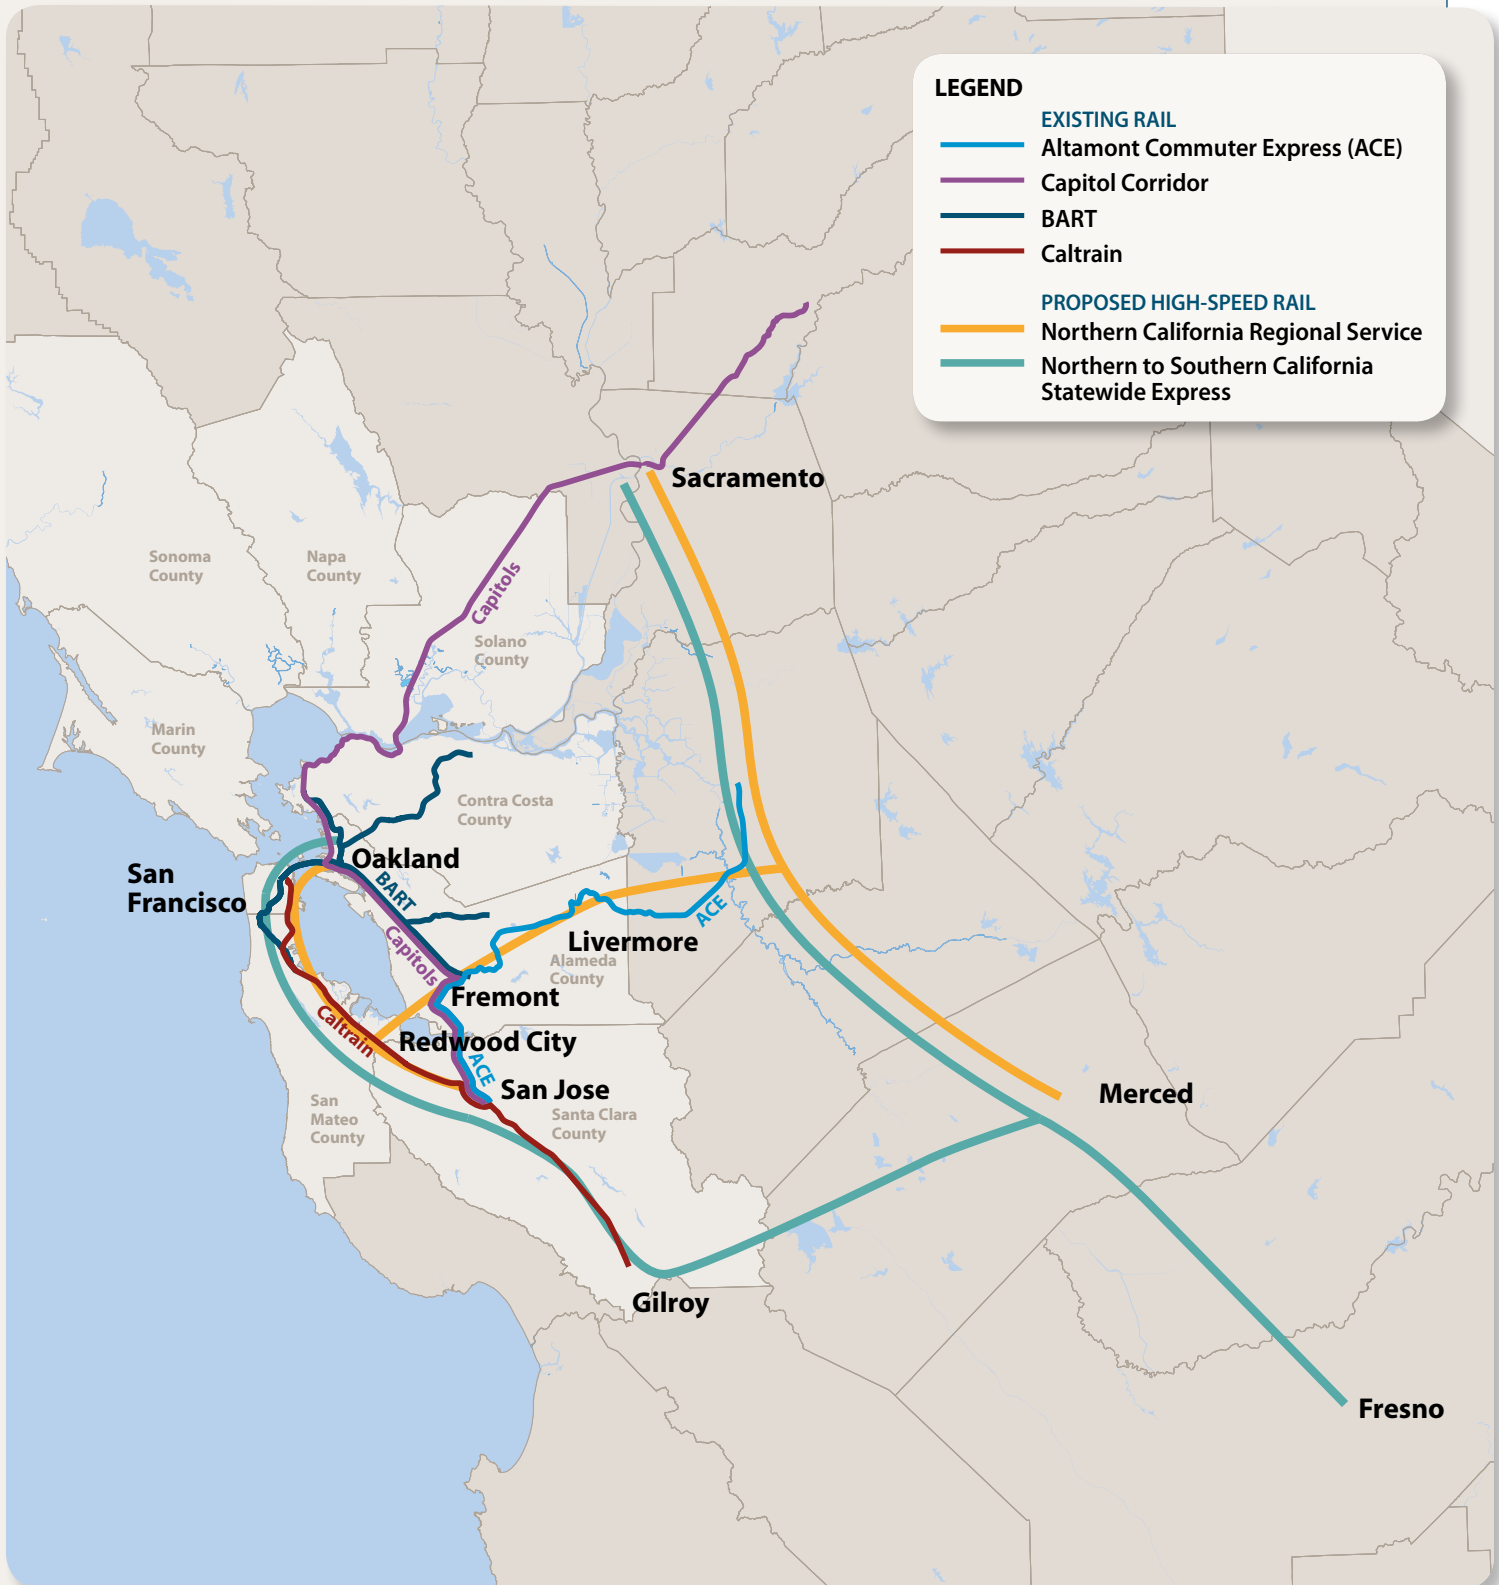 LEGEND
EXISTING RAIL
Altamont Commuter Express (ACE)
Capitol Corridor
BART
Caltrain
PROPOSED HIGH-SPEED RAIL
Northern California Regional Service
Northern to Southern California
Statewide Express
Sacramento
Sonoma
County
Napa
County
Capitols
Solano
County
Marin
County
Contra Costa
County
Oakland
San
Francisco
BART
ACE
Capitols
Livermore
Alameda
County
Fremont
Caltrain
Redwood City
ACE
San Jose
Merced
San
Mateo
County
Santa Clara
County
Gilroy
Fresno